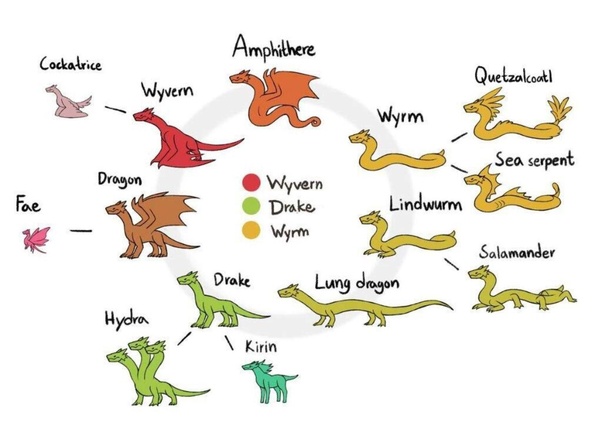 Amphithere
Cockatrice
Wyvern
Quetzalcoatl
Wyrm
Sea serpent
Dragon
Wyvern
Drake
Wyrm
Fae
Lindwurm
Salamander
Drake
Lung dragon
Hydra
Kirin